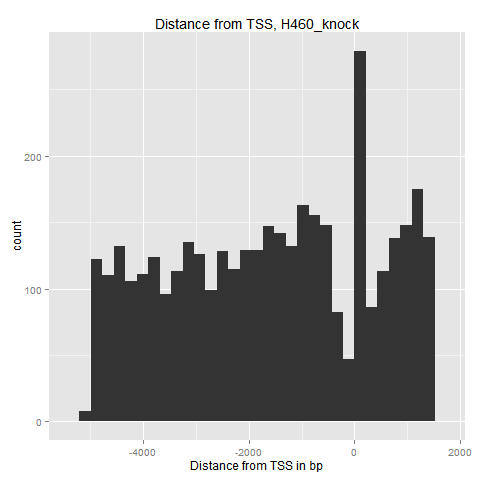 Distance from TSS, H460_knock
count
200
100
0
-4000 -2000 0 2000
Distance from TSS in bp